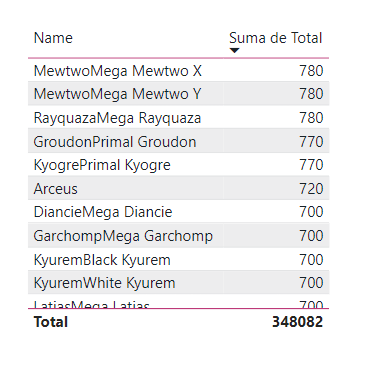 Name Suma de Total
MewtwoMega Mewtwo X 780
MewtwoMega Mewtwo Y 780
RayquazaMega Rayquaza 780
GroudonPrimal Groudon 770
KyogrePrimal Kyogre 770
Arceus 720
DiancieMega Diancie 700
GarchompMega Garchomp 700
KyuremBlack Kyurem 700
KyuremWhite Kyurem 700
LatiasMega Latias 700
Total 348082